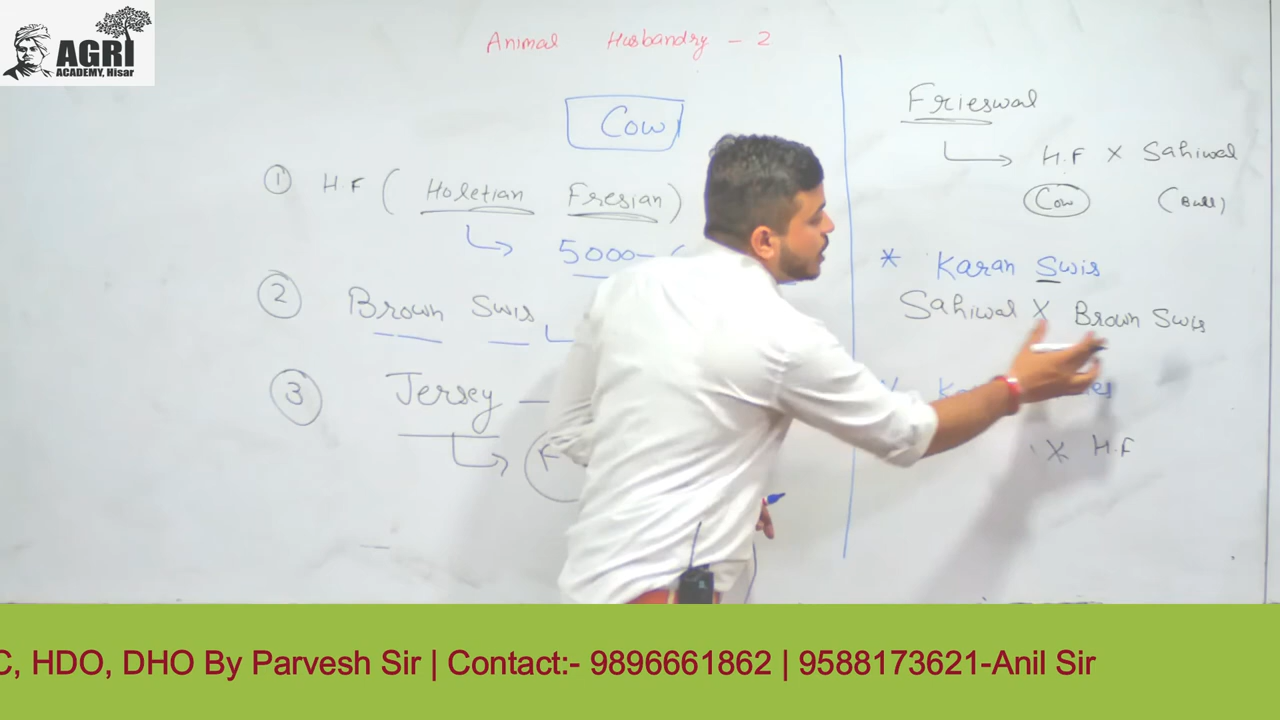 AGRI
ACADEMY, Hisar
Animal Husbandry - 2
Cow
① H.F ( Holetian Fresian )
5000-
② Brown Swis
③ Jersey -
Frieswal
H.F X Sahiwal
Cow (Bull)
* Karan Swis
Sahiwal X Brown Swis
X H.F
C, HDO, DHO By Parvesh Sir | Contact:- 9896661862 | 9588173621-Anil Sir